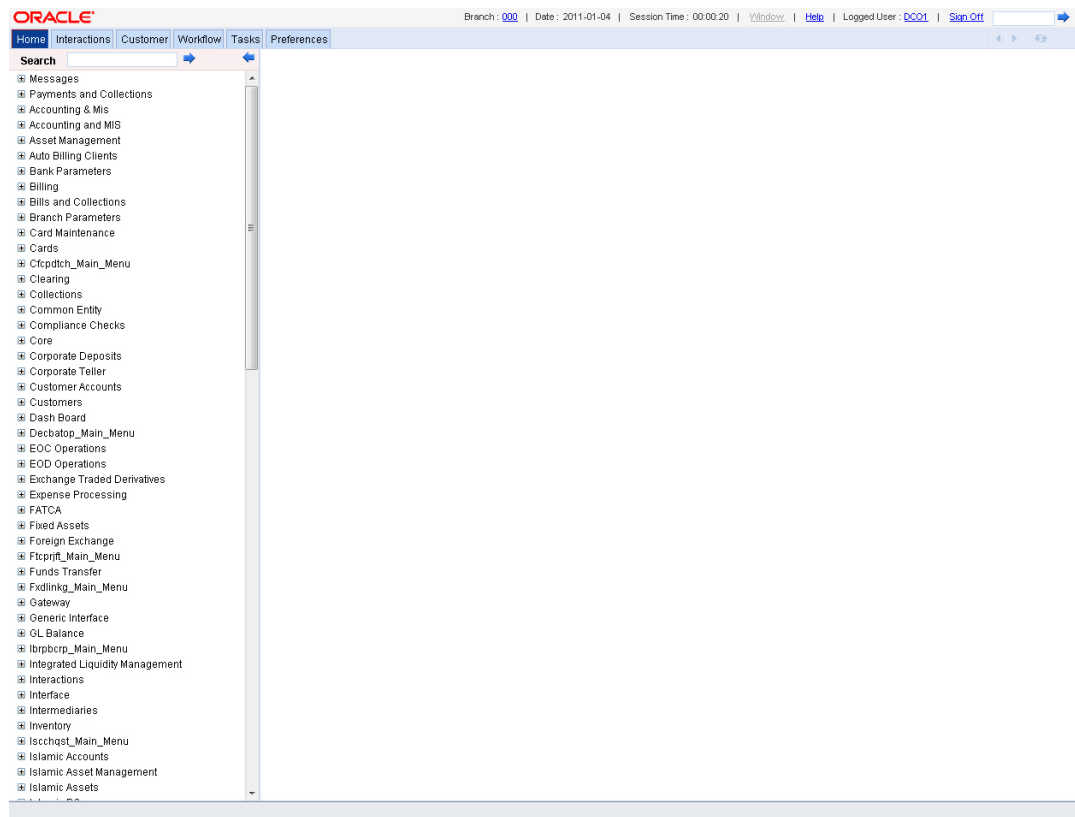 ORACLE
Branch : 000 | Date : 2011-01-04 | Session Time : 00:00:20 | Window | Help | Logged User : DCO1 | Sign Off
Home Interactions Customer Workflow Tasks Preferences
Search
Messages
Payments and Collections
Accounting & Mis
Accounting and MIS
Asset Management
Auto Billing Clients
Bank Parameters
Billing
Bills and Collections
Branch Parameters
Card Maintenance
Cards
Cfcpdtch_Main_Menu
Clearing
Collections
Common Entity
Compliance Checks
Core
Corporate Deposits
Corporate Teller
Customer Accounts
Customers
Dash Board
Decbatop_Main_Menu
EOC Operations
EOD Operations
Exchange Traded Derivatives
Expense Processing
FATCA
Fixed Assets
Foreign Exchange
Ftcprjft_Main_Menu
Funds Transfer
Fxdlinkg_Main_Menu
Gateway
Generic Interface
GL Balance
Ibrpbcrp_Main_Menu
Integrated Liquidity Management
Interactions
Interface
Intermediaries
Inventory
Iscchqst_Main_Menu
Islamic Accounts
Islamic Asset Management
Islamic Assets